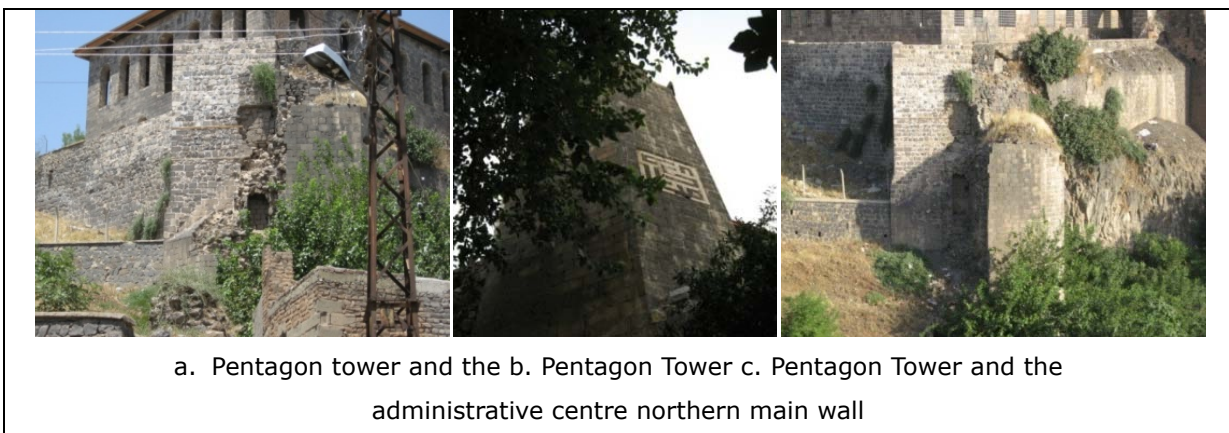 a. Pentagon tower and the b. Pentagon Tower c. Pentagon Tower and the
administrative centre northern main wall